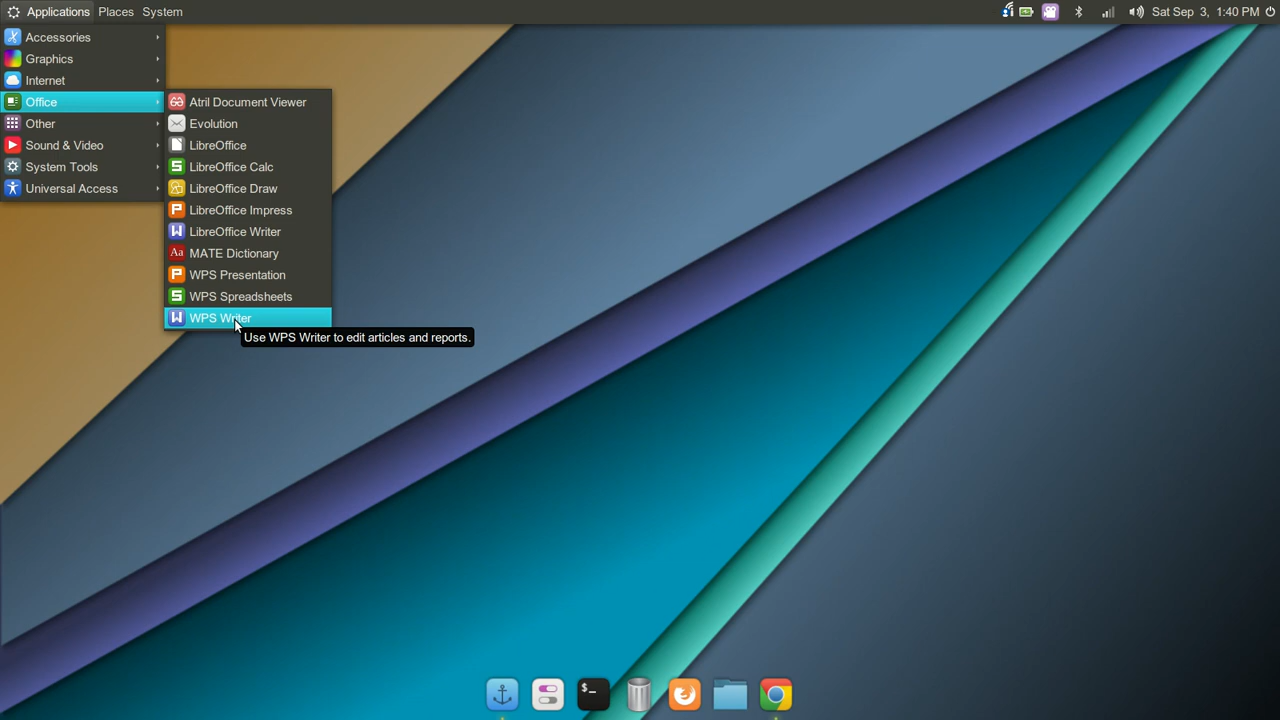 Applications Places System
Sat Sep 3, 1:40 PM
Accessories
Graphics
Internet
Office
Other
Sound & Video
System Tools
Universal Access
Atril Document Viewer
Evolution
LibreOffice
LibreOffice Calc
LibreOffice Draw
LibreOffice Impress
LibreOffice Writer
Aa MATE Dictionary
WPS Presentation
WPS Spreadsheets
WPS Writer
Use WPS Writer to edit articles and reports.
$-